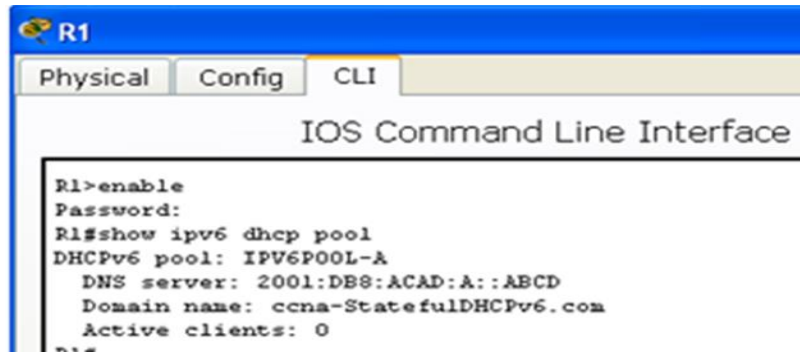 R1
Physical Config CLI
IOS Command Line Interface
R1>enable
Password:
R1#show ipv6 dhcp pool
DHCPv6 pool: IPV6POOL-A
DNS server: 2001:DB8:ACAD:A::ABCD
Domain name: ccna-StatefulDHCPv6.com
Active clients: 0
R1#